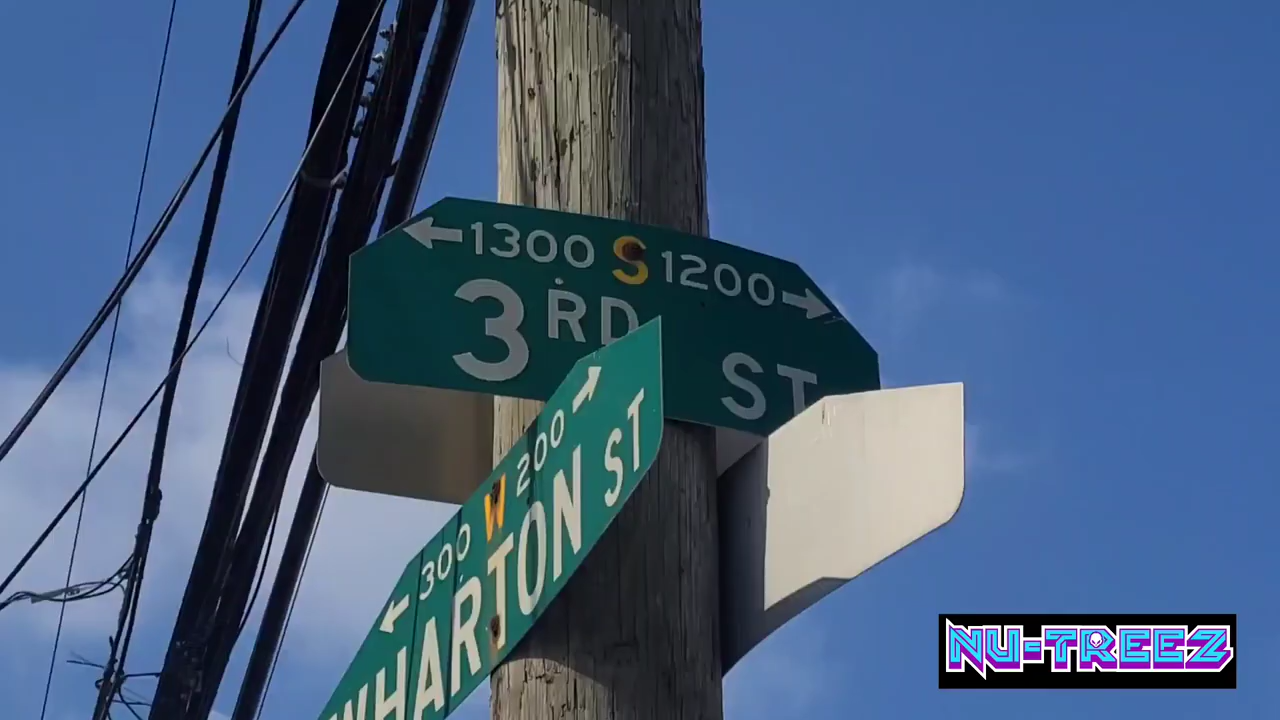 ← 1300 S 1200 →
3RD ST
← 300 W 200 →
WHARTON ST
NU-TREEZ